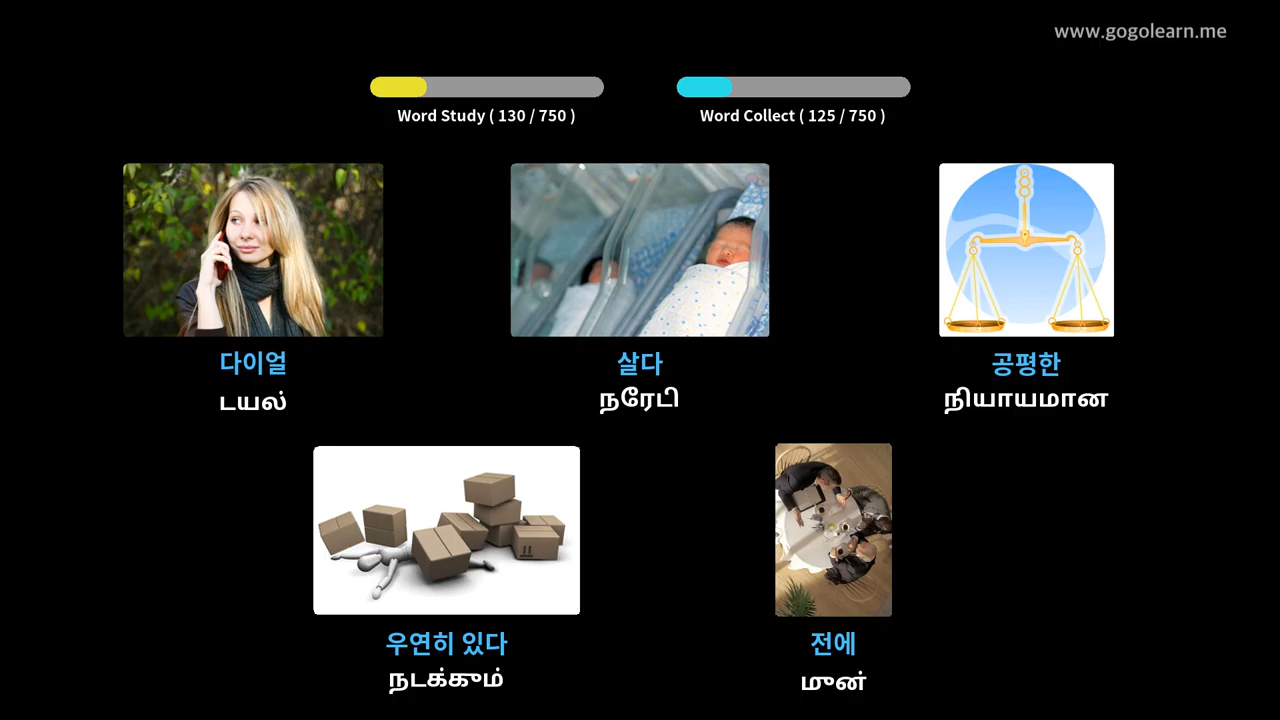 www.gogolearn.me
Word Study ( 130 / 750 )
Word Collect ( 125 / 750 )
다이얼
டயல்
살다
நரேடி
공평한
நியாயமான
우연히 있다
நடக்கும்
전에
முன்